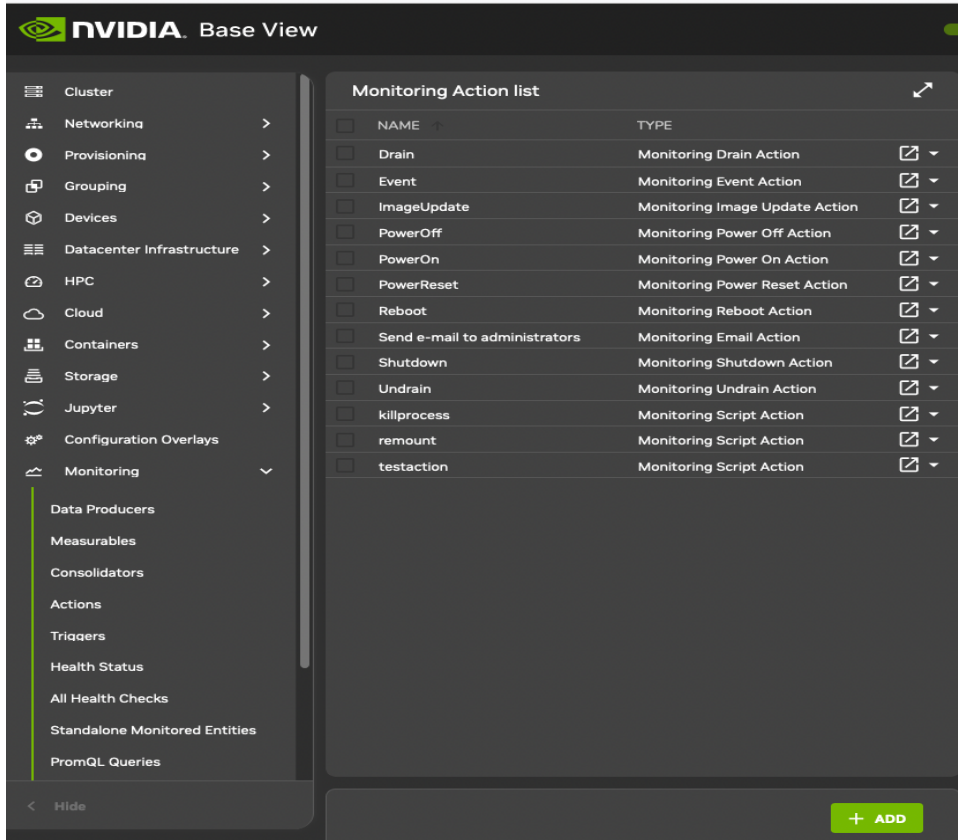 NVIDIA. Base View
Cluster
Networking
Provisioning
Grouping
Devices
Datacenter Infrastructure
HPC
Cloud
Containers
Storage
Jupyter
Configuration Overlays
Monitoring
Data Producers
Measurables
Consolidators
Actions
Triggers
Health Status
All Health Checks
Standalone Monitored Entities
PromQL Queries
Hide
Monitoring Action list
NAME TYPE
Drain Monitoring Drain Action
Event Monitoring Event Action
ImageUpdate Monitoring Image Update Action
PowerOff Monitoring Power Off Action
PowerOn Monitoring Power On Action
PowerReset Monitoring Power Reset Action
Reboot Monitoring Reboot Action
Send e-mail to administrators Monitoring Email Action
Shutdown Monitoring Shutdown Action
Undrain Monitoring Undrain Action
killprocess Monitoring Script Action
remount Monitoring Script Action
testaction Monitoring Script Action
+ ADD